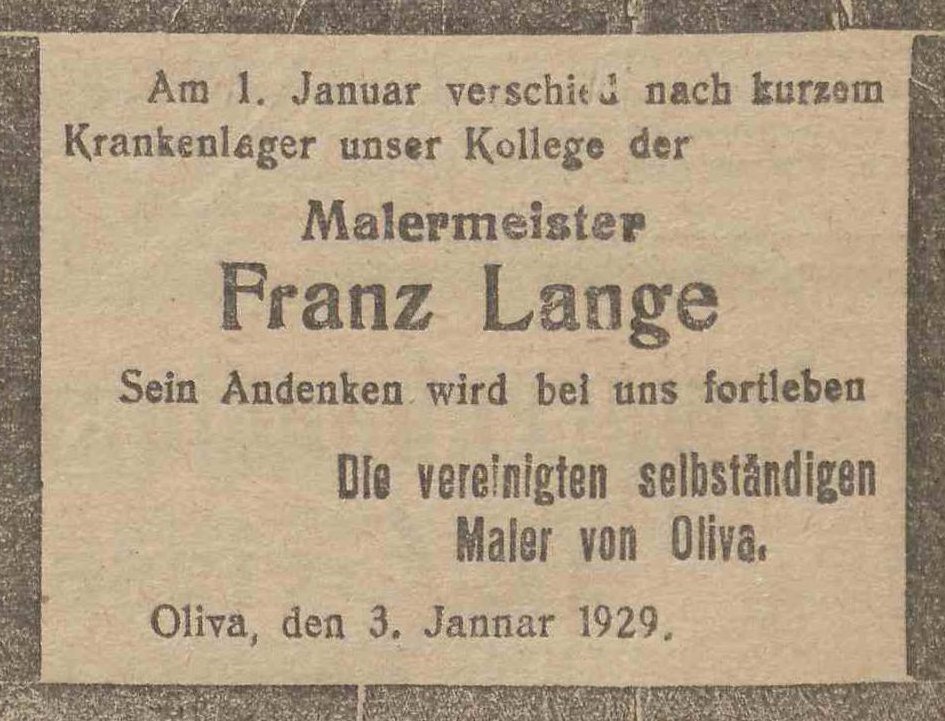 Am 1. Januar verschied nach kurzem
Krankenlager unser Kollege der
Malermeister
Franz Lange
Sein Andenken wird bei uns fortleben
Die vereinigten selbständigen
Maler von Oliva.
Oliva, den 3. Jannar 1929.